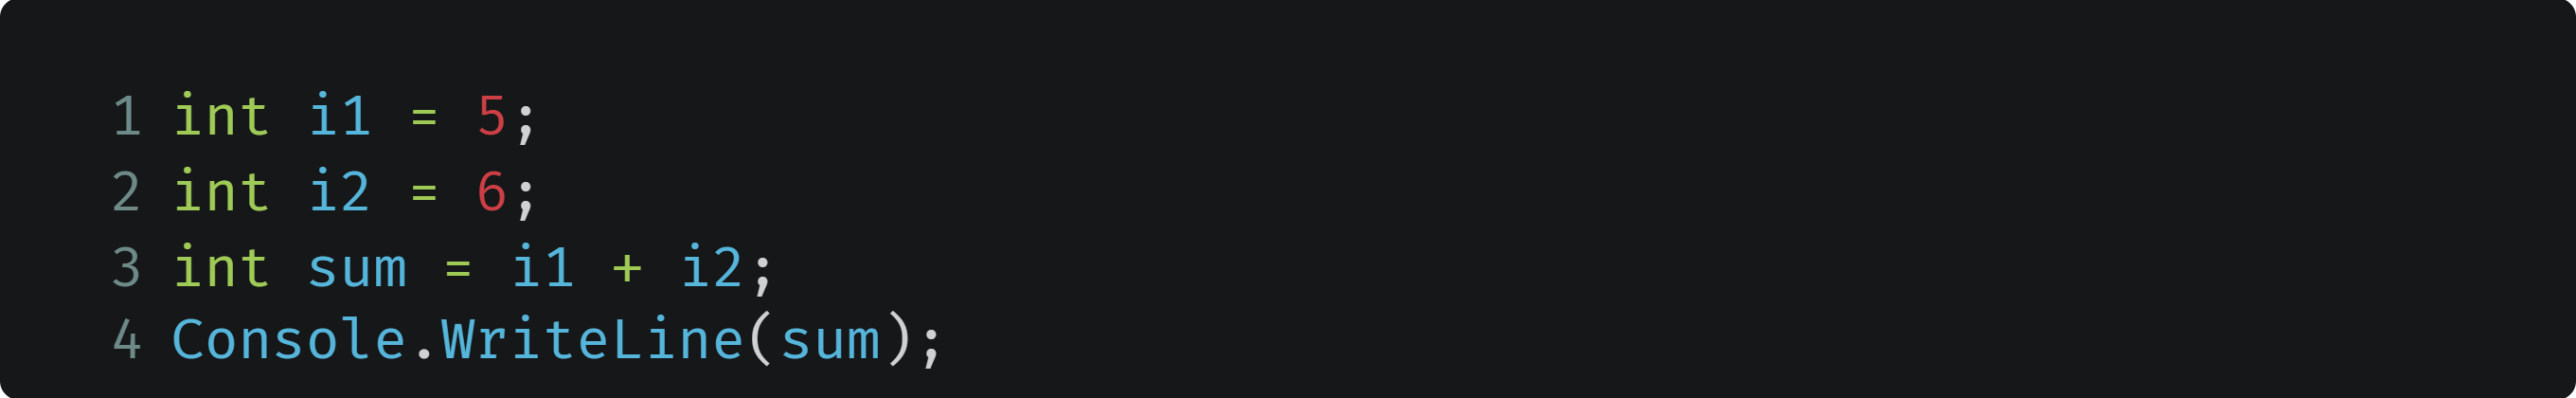 1 int i1 = 5;
2 int i2 = 6;
3 int sum = i1 + i2;
4 Console.WriteLine(sum);